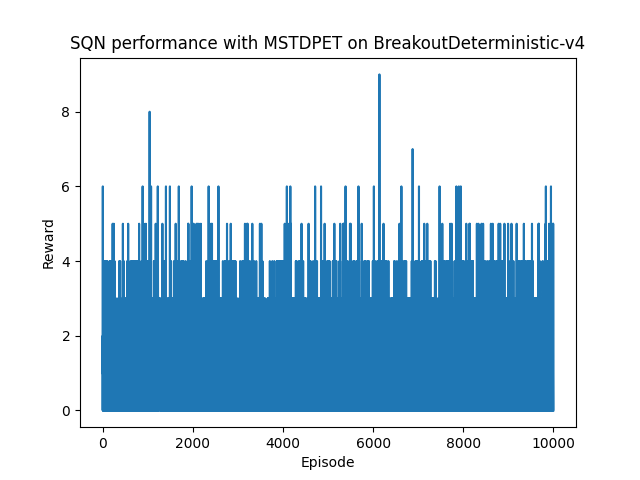 SQN performance with MSTDPET on BreakoutDeterministic-v4
8
6
4
2
0
Reward
0 2000 4000 6000 8000 10000
Episode